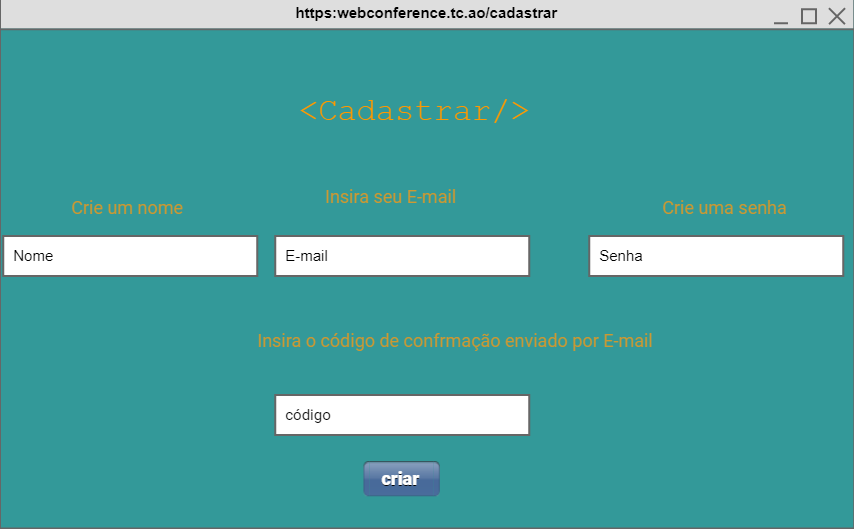 https:webconference.tc.ao/cadastrar
<Cadastrar/>
Crie um nome
Insira seu E-mail
Crie uma senha
Nome
E-mail
Senha
Insira o código de confrmação enviado por E-mail
código
criar